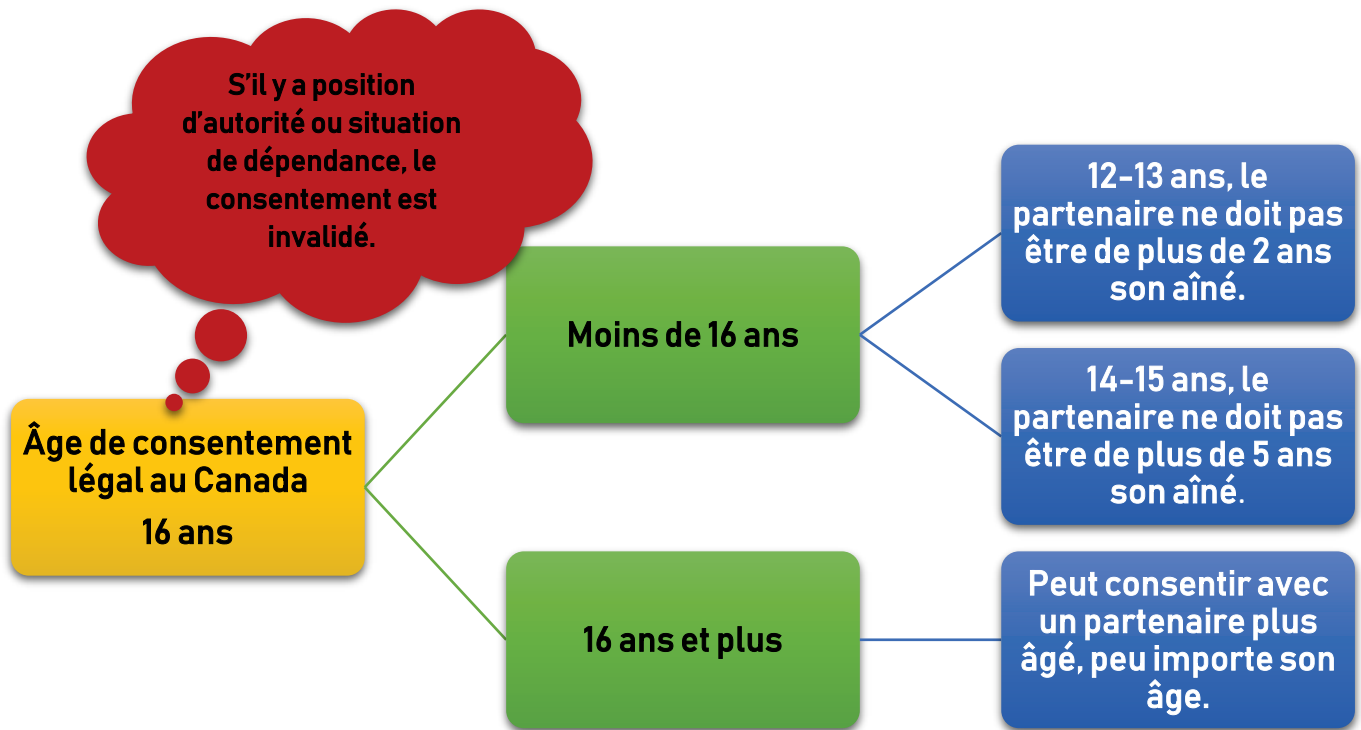 S'il y a position
d'autorité ou situation
de dépendance, le
consentement est
invalidé.
Âge de consentement
légal au Canada
16 ans
Moins de 16 ans
12-13 ans, le
partenaire ne doit pas
être de plus de 2 ans
son aîné.
14-15 ans, le
partenaire ne doit pas
être de plus de 5 ans
son aîné.
16 ans et plus
Peut consentir avec
un partenaire plus
âgé, peu importe son
âge.